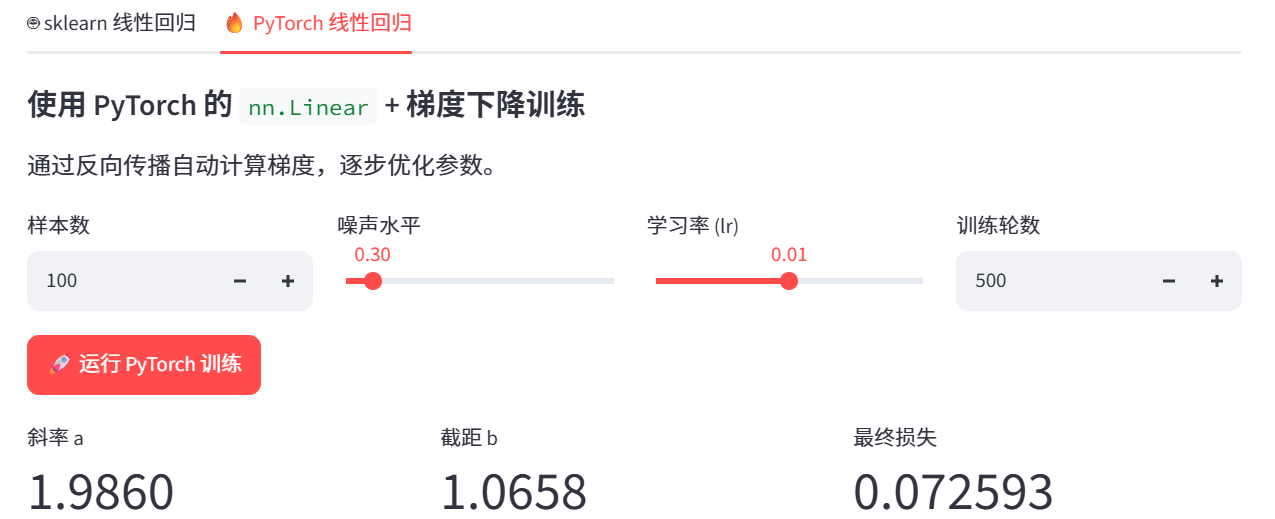 sklearn 线性回归 PyTorch 线性回归
使用 PyTorch 的 nn.Linear + 梯度下降训练
通过反向传播自动计算梯度，逐步优化参数。
样本数 噪声水平 学习率 (lr) 训练轮数
0.30 0.01
100 500
运行 PyTorch 训练
斜率 a 截距 b 最终损失
1.9860 1.0658 0.072593